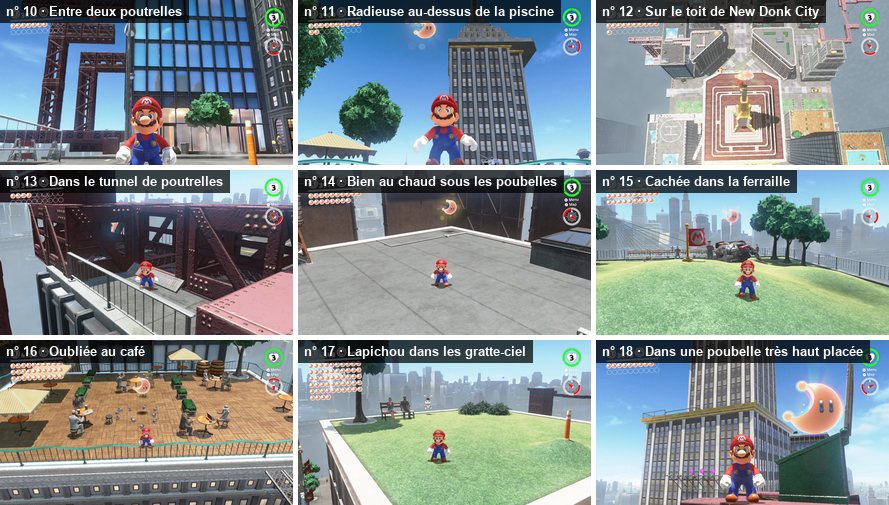 n° 10 · Entre deux poutrelles
n° 11 · Radieuse au-dessus de la piscine
n° 12 · Sur le toit de New Donk City
n° 13 · Dans le tunnel de poutrelles
n° 14 · Bien au chaud sous les poubelles
n° 15 · Cachée dans la ferraille
n° 16 · Oubliée au café
n° 17 · Lapichou dans les gratte-ciel
n° 18 · Dans une poubelle très haut placée